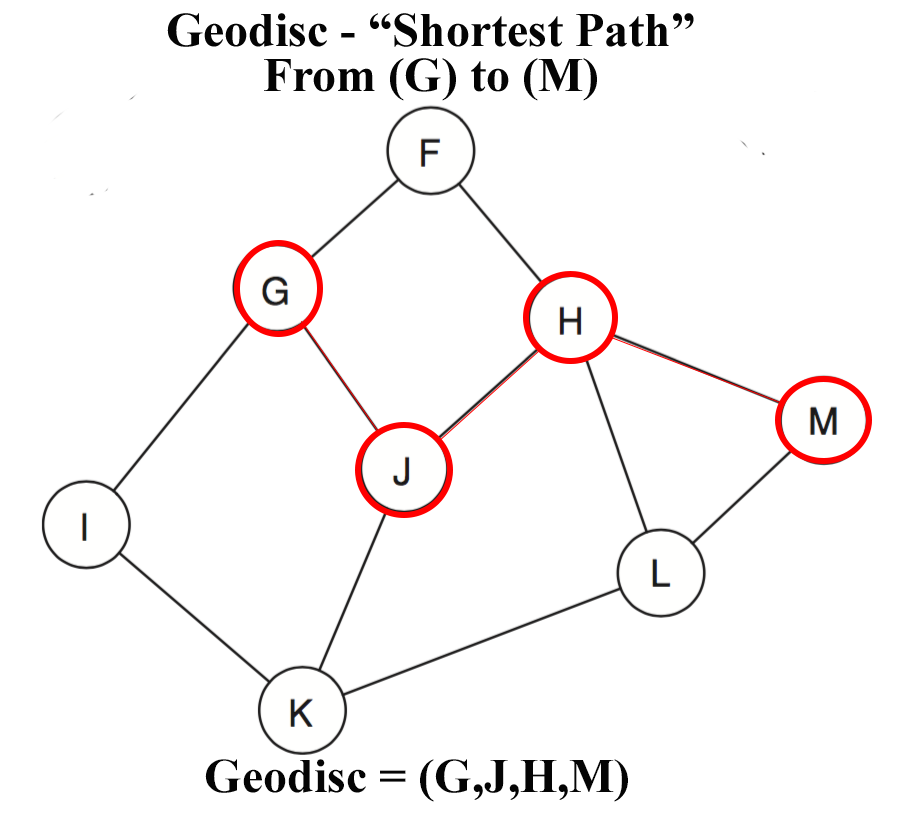 Geodisc - “Shortest Path”
From (G) to (M)
F
G
H
M
J
I
L
K
Geodisc = (G,J,H,M)